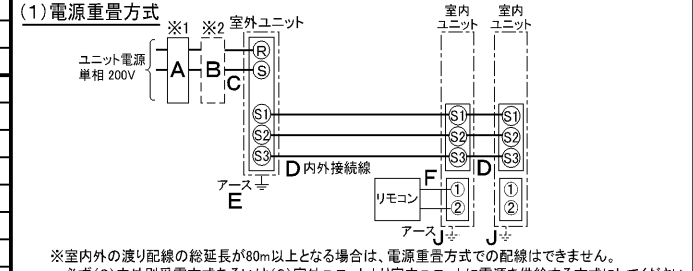 (1)電源重畳方式
※1 ※2 室外ユニット
室内ユニット
室内ユニット
ユニット電源
単相 200V
A
B
C
R
S
S1
S2
S3
S1
S2
S3
S1
S2
S3
D 内外接続線
D
アース
E
リモコン
F
①
②
①
②
アース J
J
※室内外の渡り配線の総延長が80m以上となる場合は、電源重畳方式での配線はできません。